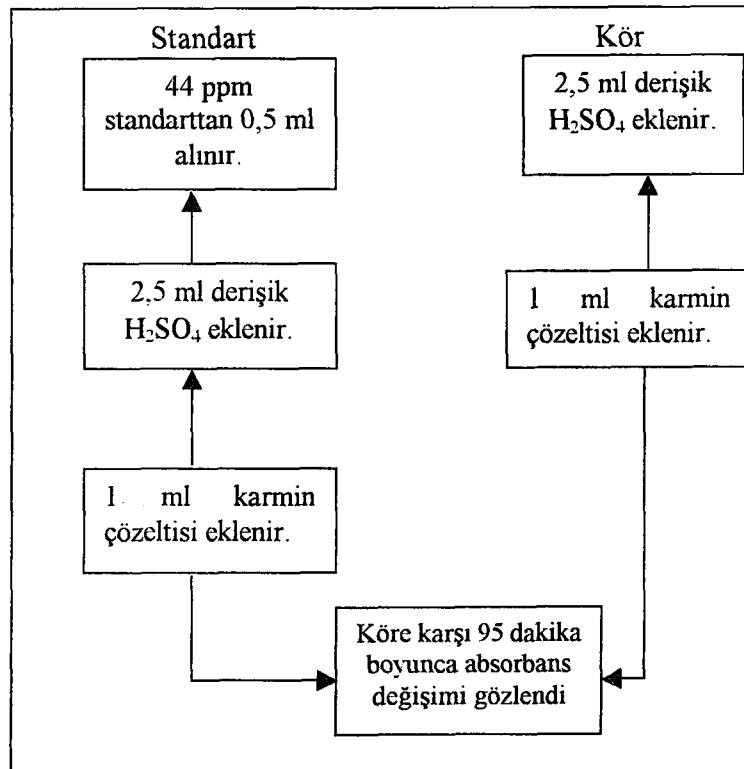 Standart
44 ppm
standarttan 0,5 ml
alınır.
2,5 ml derişik
H₂SO₄ eklenir.
1 ml karmin
çözeltisi eklenir.
Kör
2,5 ml derişik
H₂SO₄ eklenir.
1 ml karmin
çözeltisi eklenir.
Köre karşı 95 dakika
boyunca absorbans
değişimi gözlendi